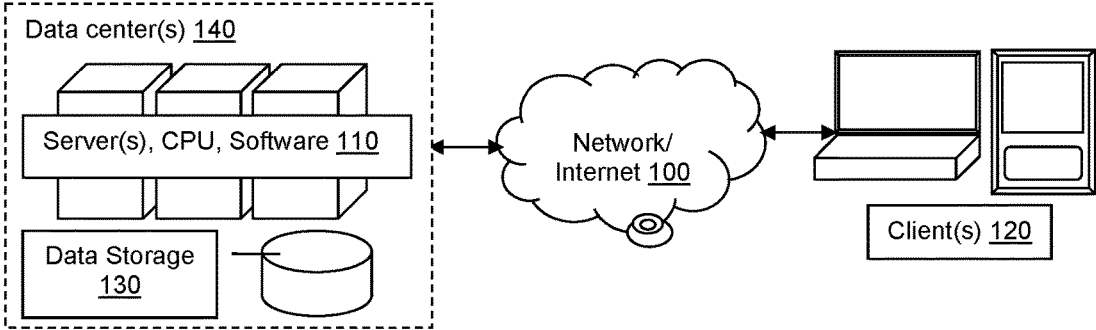 Data center(s) 140
Server(s), CPU, Software 110
Data Storage
130
Network/
Internet 100
Client(s) 120